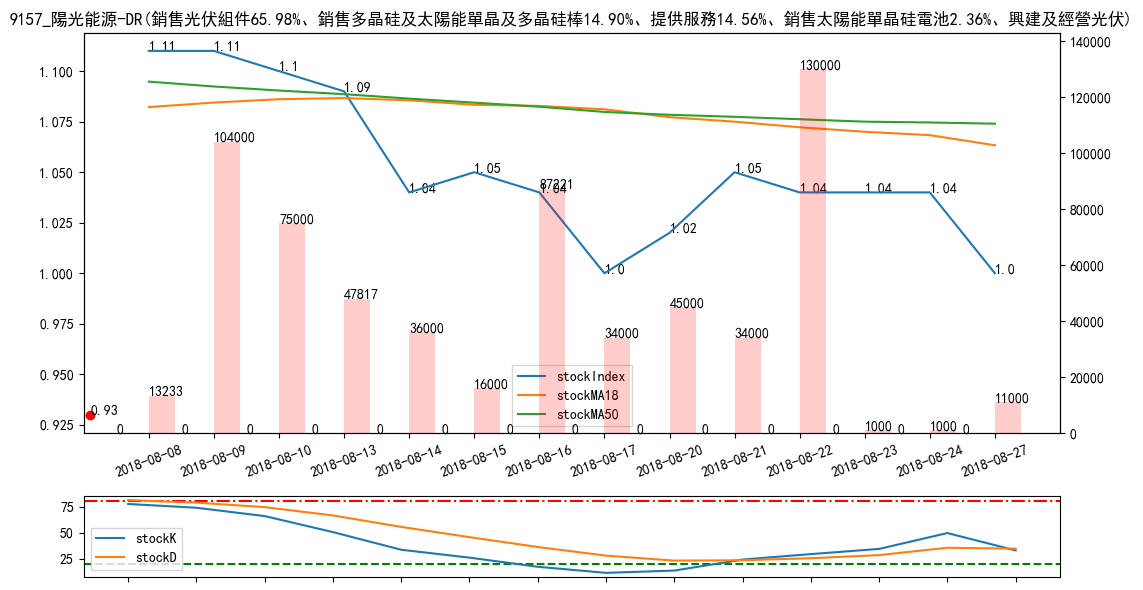 9157_陽光能源-DR(銷售光伏組件65.98%、銷售多晶硅及太陽能單晶及多晶硅棒14.90%、提供服務14.56%、銷售太陽能單晶硅電池2.36%、興建及經營光伏)
1.11 1.11 1.1 1.09 1.04 1.05 1.04 1.0 1.02 1.05 1.04 1.04 1.04 1.0
1.100
1.075
1.050
1.025
1.000
0.975
0.950
0.925
140000
120000
100000
80000
60000
40000
20000
0
13233 104000 75000 47817 36000 16000 87221 34000 45000 34000 130000 1000 1000 11000
0.93
0 0 0 0 0 0 0 0 0 0 0 0 0 0
stockIndex
stockMA18
stockMA50
2018-08-08 2018-08-09 2018-08-10 2018-08-13 2018-08-14 2018-08-15 2018-08-16 2018-08-17 2018-08-20 2018-08-21 2018-08-22 2018-08-23 2018-08-24 2018-08-27
75
50
25
stockK
stockD